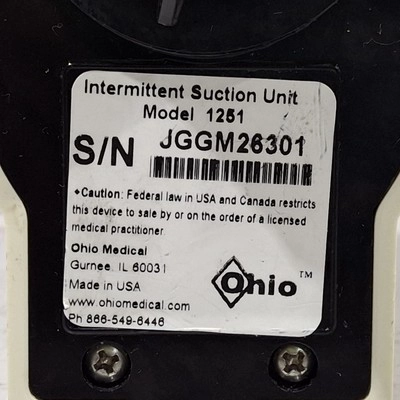 Intermittent Suction Unit
Model 1251
S/N JGGM26301
✦Caution: Federal law in USA and Canada restricts
this device to sale by or on the order of a licensed
medical practitioner
Ohio Medical
Gurnee, IL 60031
Made in USA
www.ohiomedical.com
Ph 866-549-6446
Ohio™